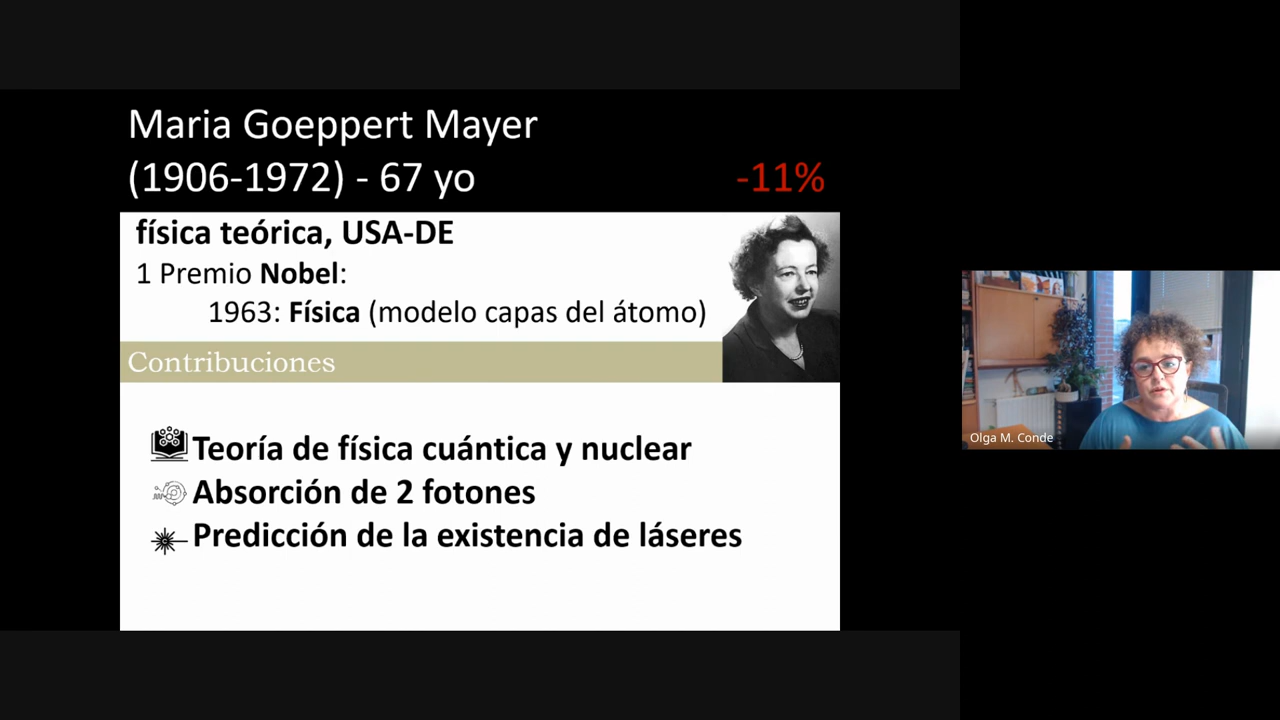 Maria Goeppert Mayer
(1906-1972) - 67 yo
-11%
física teórica, USA-DE
1 Premio Nobel:
1963: Física (modelo capas del átomo)
Contribuciones
Teoría de física cuántica y nuclear
Absorción de 2 fotones
Predicción de la existencia de láseres
Olga M. Conde